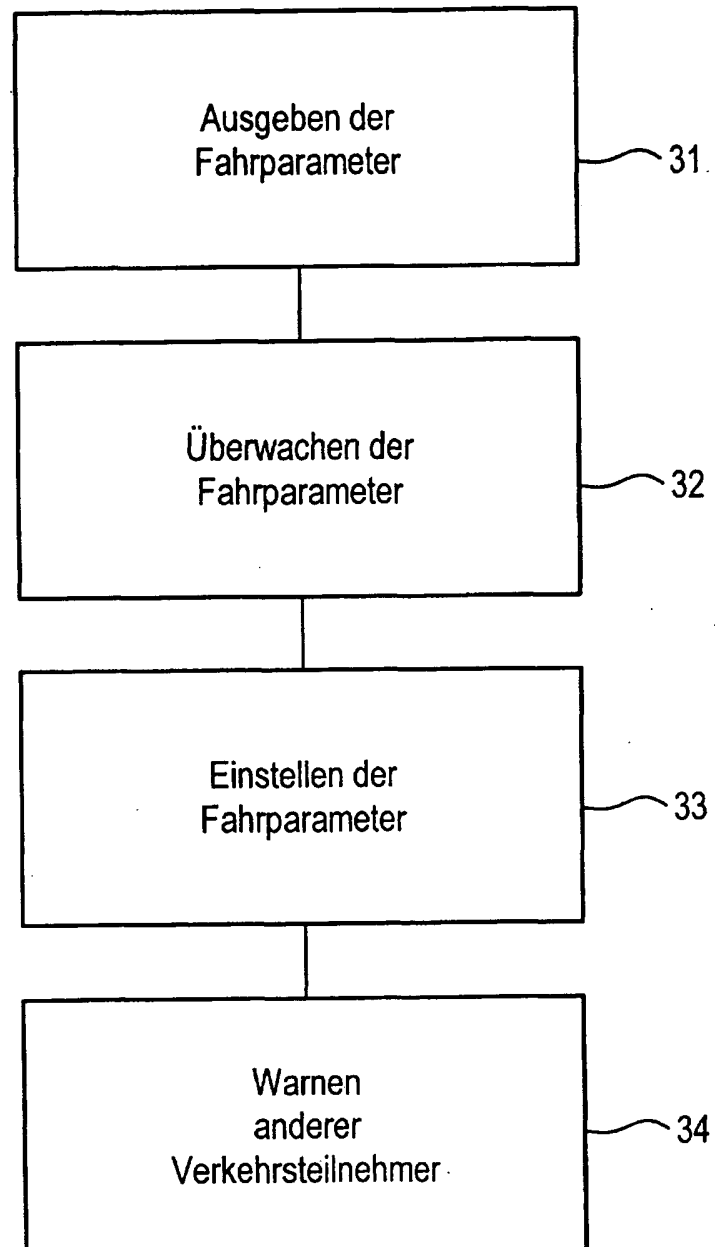 Ausgeben der
Fahrparameter
31
Überwachen der
Fahrparameter
32
Einstellen der
Fahrparameter
33
Warnen
anderer
Verkehrsteilnehmer
34